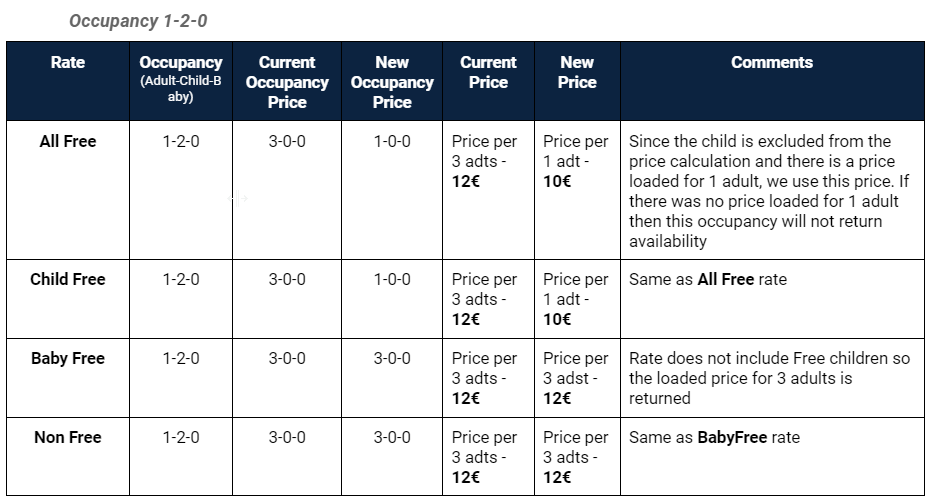 Occupancy 1-2-0
Rate
Occupancy
(Adult-Child-B
aby)
Current
Occupancy
Price
New
Occupancy
Price
Current
Price
New
Price
Comments
All Free
1-2-0
3-0-0
1-0-0
Price per
3 adts -
12€
Price per
1 adt -
10€
Since the child is excluded from the
price calculation and there is a price
loaded for 1 adult, we use this price. If
there was no price loaded for 1 adult
then this occupancy will not return
availability
Child Free
1-2-0
3-0-0
1-0-0
Price per
3 adts -
12€
Price per
1 adt -
10€
Same as All Free rate
Baby Free
1-2-0
3-0-0
3-0-0
Price per
3 adts -
12€
Price per
3 adst -
12€
Rate does not include Free children so
the loaded price for 3 adults is
returned
Non Free
1-2-0
3-0-0
3-0-0
Price per
3 adts -
12€
Price per
3 adts -
12€
Same as BabyFree rate